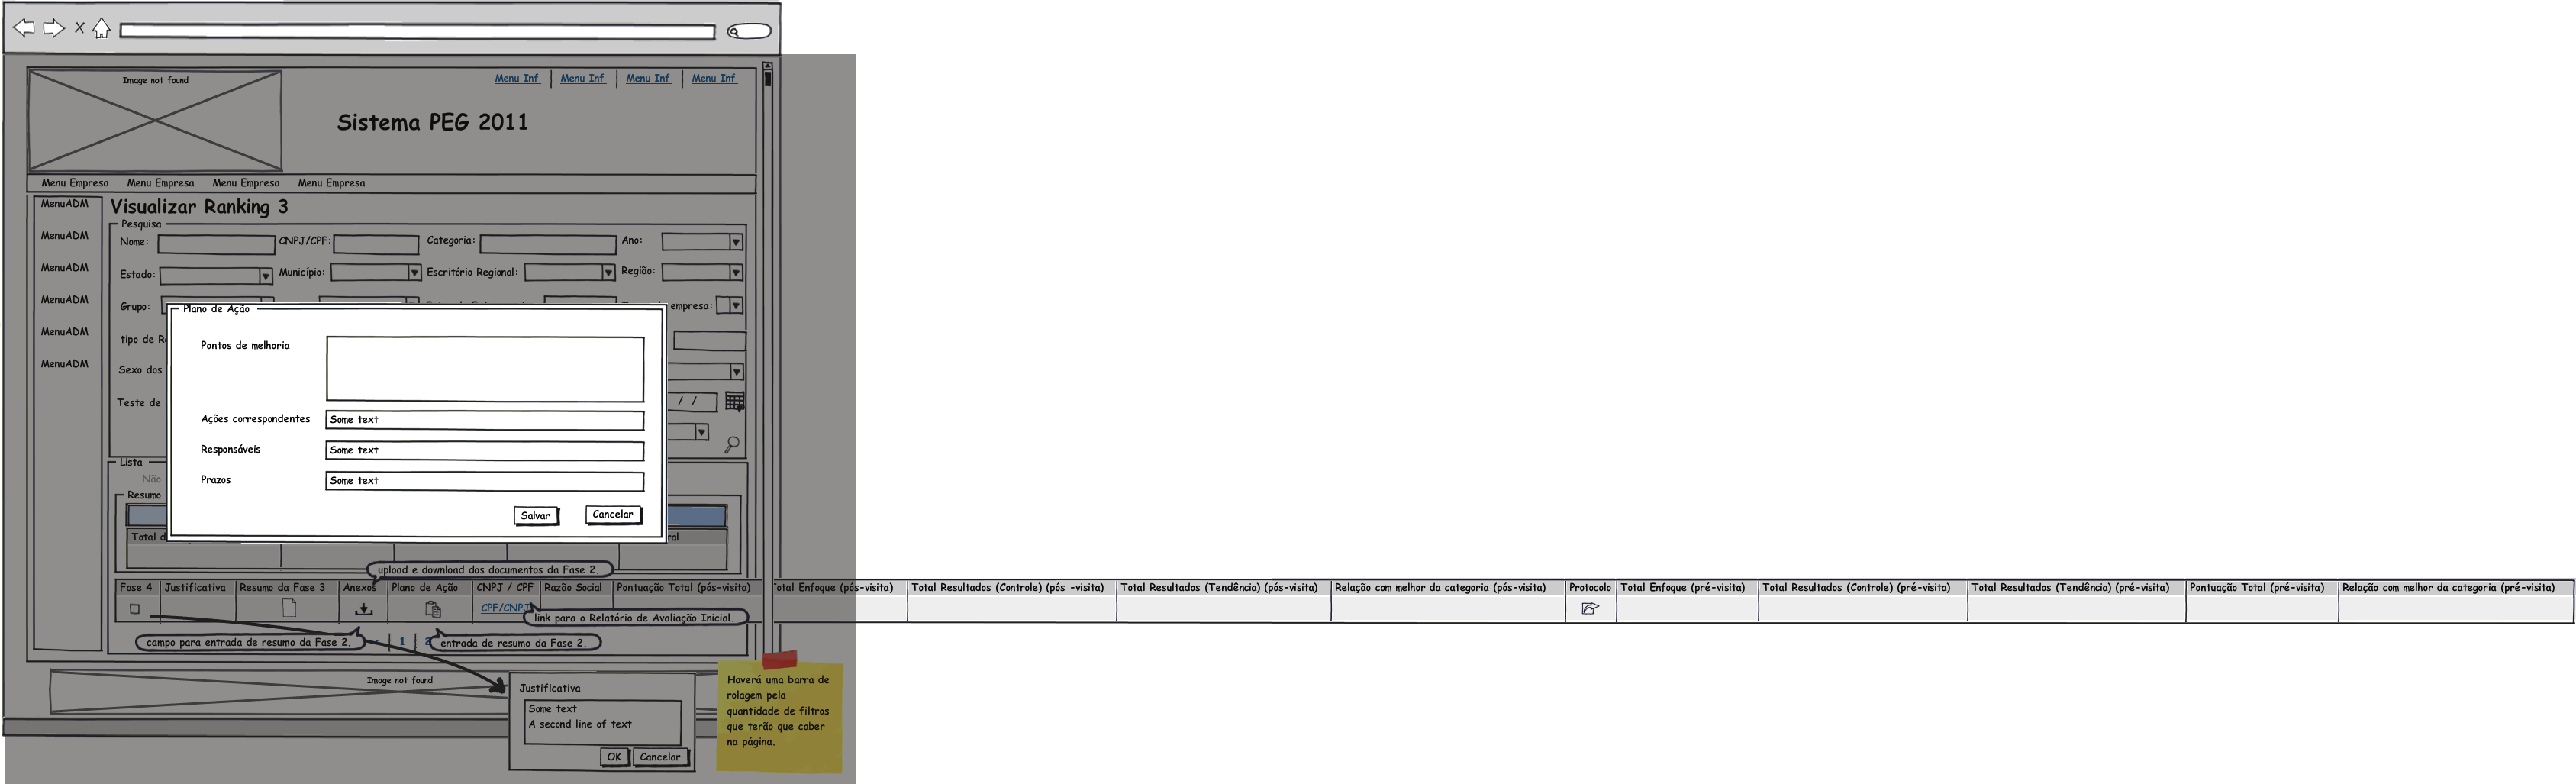 Image not found
Menu Inf
Menu Inf
Menu Inf
Menu Inf
Sistema PEG 2011
Menu Empresa
Menu Empresa
Menu Empresa
Menu Empresa
MenuADM
MenuADM
MenuADM
MenuADM
MenuADM
MenuADM
Visualizar Ranking 3
Pesquisa
Nome:
CNPJ/CPF:
Categoria:
Ano:
Estado:
Município:
Escritório Regional:
Região:
Grupo:
empresa:
tipo de
Sexo dos
Teste de
/ /
Plano de Ação
Pontos de melhoria
Ações correspondentes
Some text
Responsáveis
Some text
Prazos
Some text
Salvar
Cancelar
Lista
Não
Resumo
Total
upload e download dos documentos da Fase 2.
Fase 4
Justificativa
Resumo da Fase 3
Anexos
Plano de Ação
CNPJ / CPF
Razão Social
Pontuação Total (pós-visita)
Total Enfoque (pós-visita)
Total Resultados (Controle) (pós -visita)
Total Resultados (Tendência) (pós-visita)
Relação com melhor da categoria (pós-visita)
Protocolo
Total Enfoque (pré-visita)
Total Resultados (Controle) (pré-visita)
Total Resultados (Tendência) (pré-visita)
Pontuação Total (pré-visita)
Relação com melhor da categoria (pré-visita)
CPF/CNPJ
link para o Relatório de Avaliação Inicial.
campo para entrada de resumo da Fase 2.
1
2
entrada de resumo da Fase 2.
Image not found
Justificativa
Some text
A second line of text
OK
Cancelar
Haverá uma barra de
rolagem pela
quantidade de filtros
que terão que caber
na página.